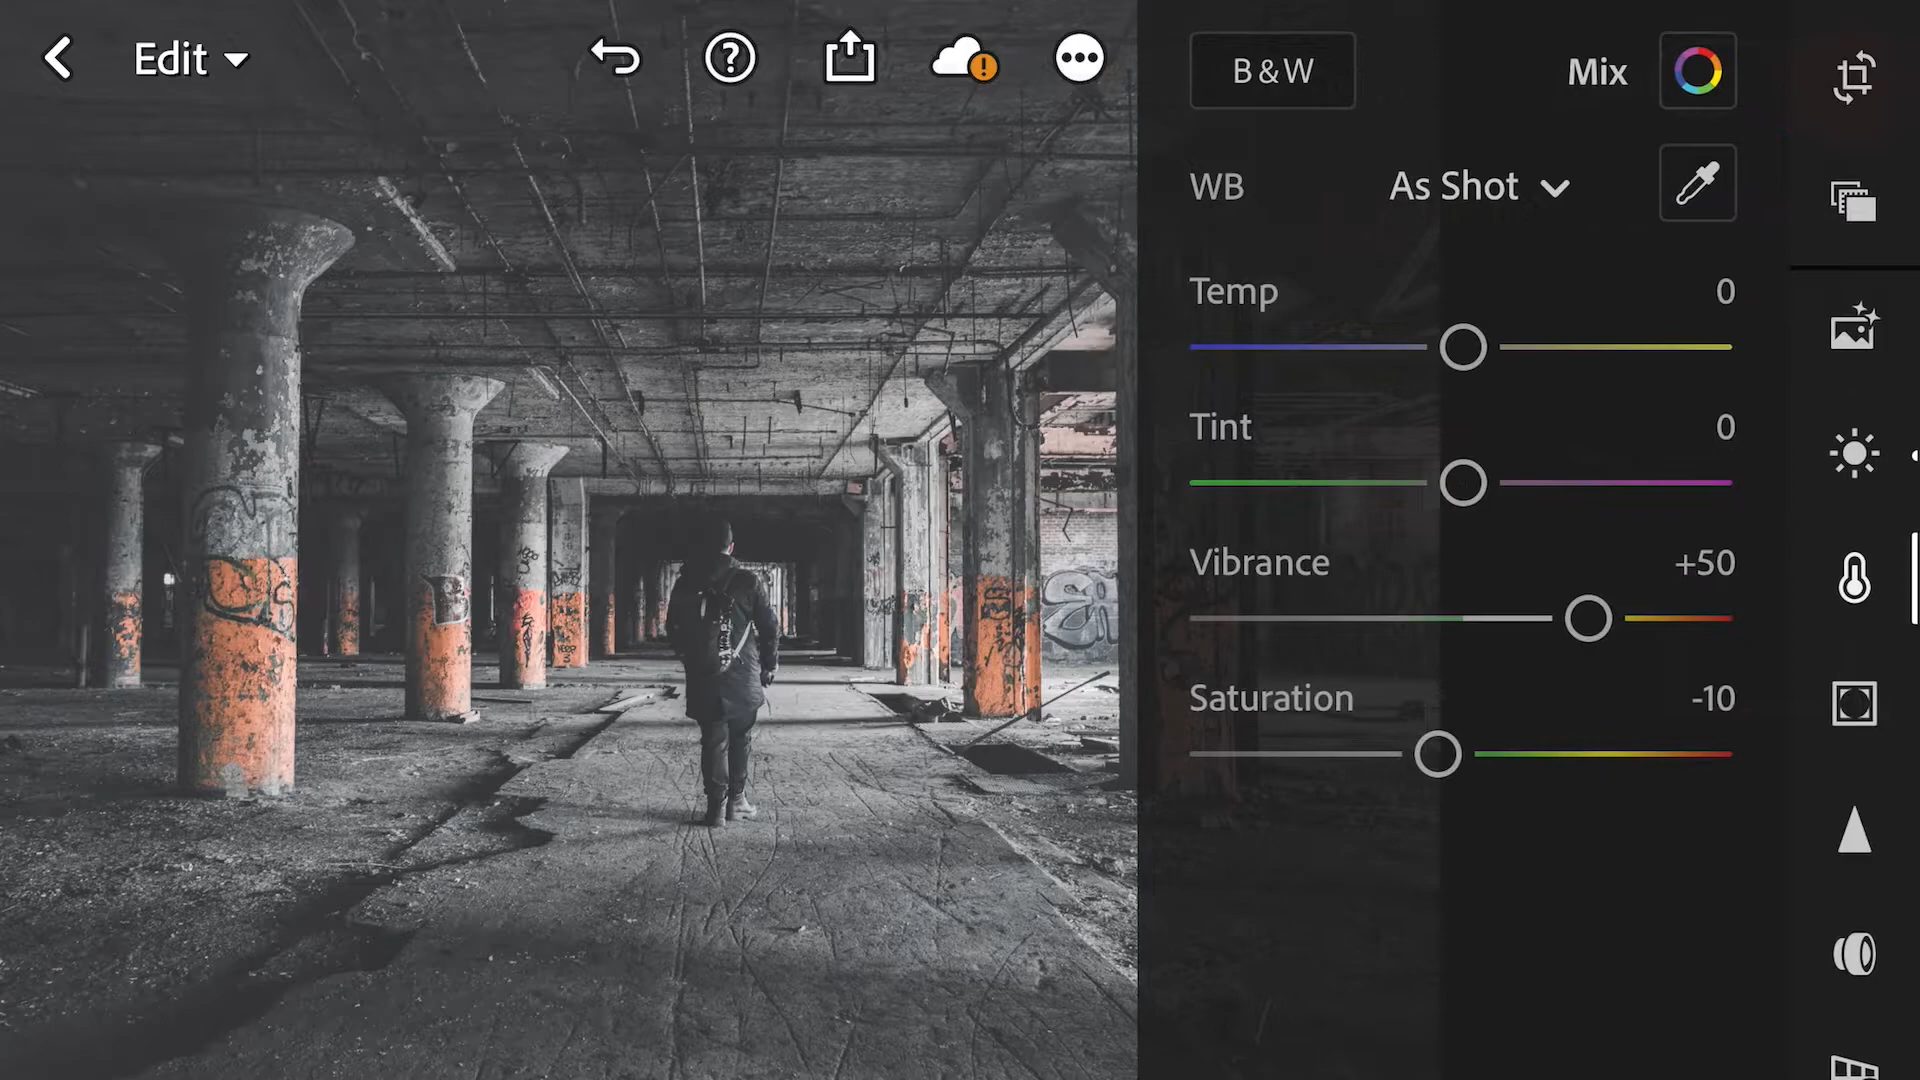 Edit
B&W
Mix
WB
As Shot
Temp
0
Tint
0
Vibrance
+50
Saturation
-10